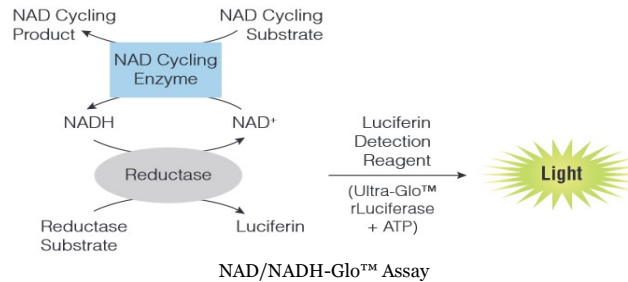 NAD Cycling
Product
NAD Cycling
Substrate
NAD Cycling
Enzyme
NADH
NAD⁺
Reductase
Reductase
Substrate
Luciferin
Luciferin
Detection
Reagent
(Ultra-Glo™
rLuciferase
+ ATP)
Light
NAD/NADH-Glo™ Assay